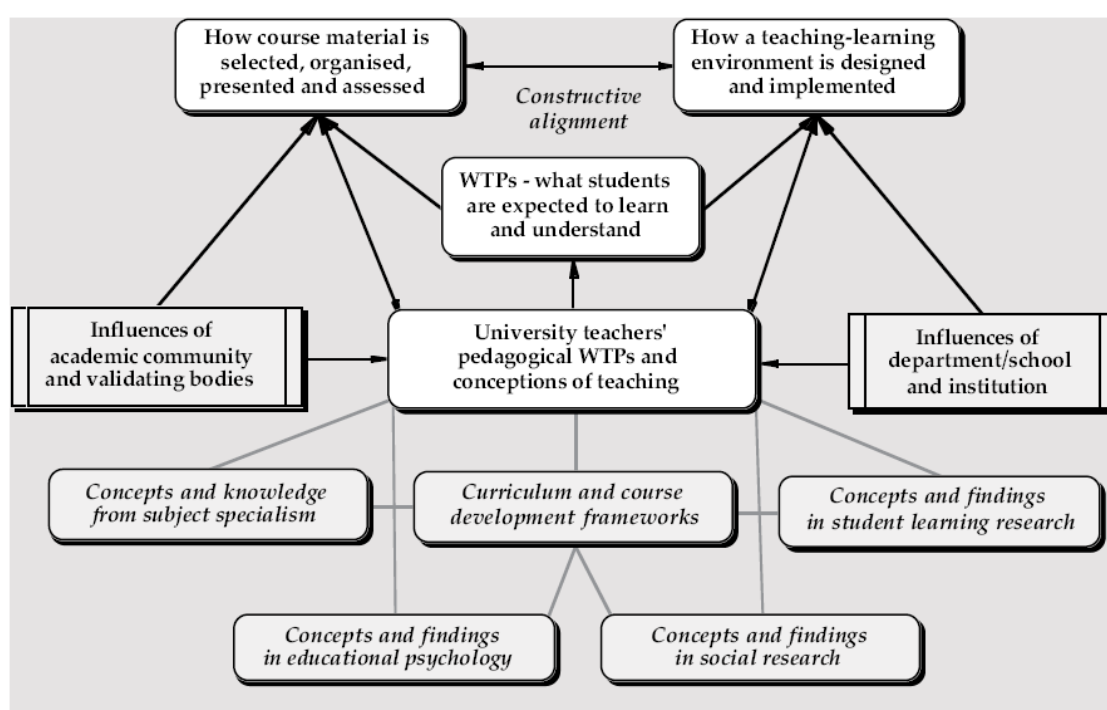 How course material is
selected, organised,
presented and assessed
How a teaching-learning
environment is designed
and implemented
Constructive
alignment
WTPs - what students
are expected to learn
and understand
Influences of
academic community
and validating bodies
University teachers'
pedagogical WTPs and
conceptions of teaching
Influences of
department/school
and institution
Concepts and knowledge
from subject specialism
Curriculum and course
development frameworks
Concepts and findings
in student learning research
Concepts and findings
in educational psychology
Concepts and findings
in social research